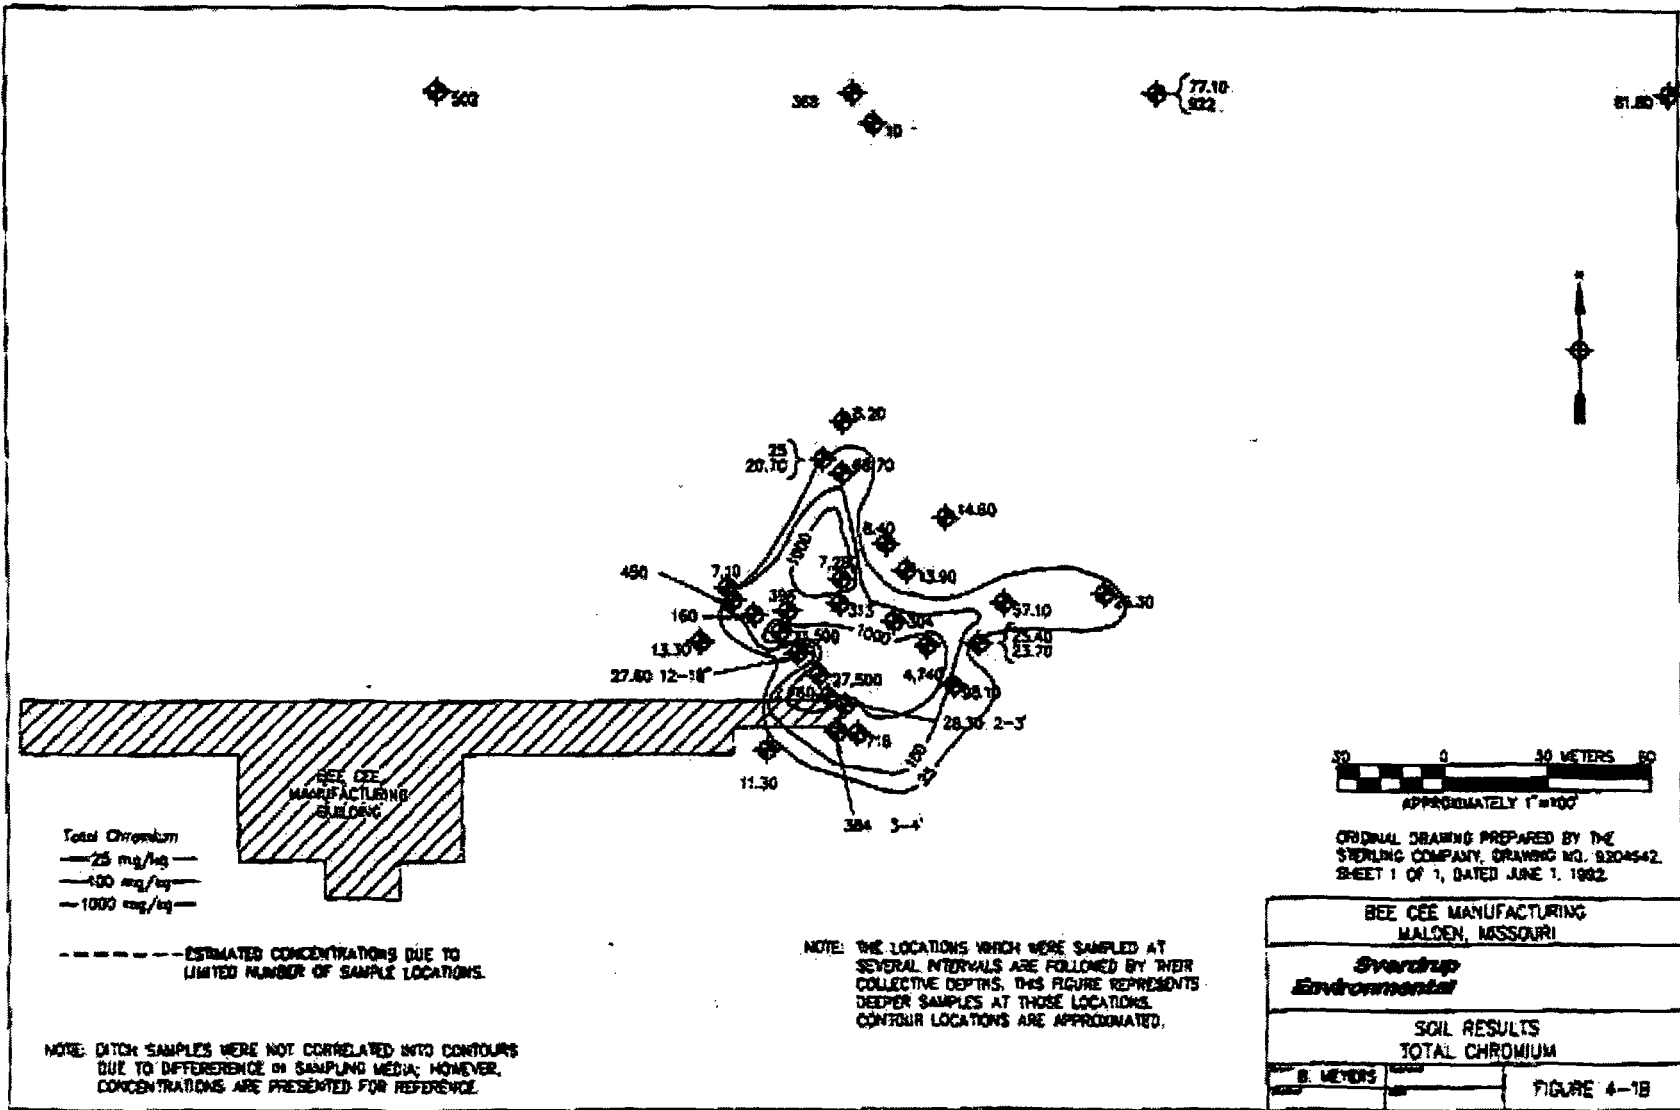 502
368
10
77.10
922
81.80
N
5.20
25
20.70
68.70
14.60
8.40
13.90
1000
7.10
450
160
313
304
57.10
1000
25.40
23.70
13.30
27.60 12-18"
27,500
4,740
28.30 2-3'
718
100
25
11.30
384 3-4'
BEE CEE
MANUFACTURING
BUILDING
Total Chromium
25 mg/kg
100 mg/kg
1000 mg/kg
ESTIMATED CONCENTRATIONS DUE TO
LIMITED NUMBER OF SAMPLE LOCATIONS.
NOTE: DITCH SAMPLES WERE NOT CORRELATED INTO CONTOURS
DUE TO DIFFERERENCE IN SAMPLING MEDIA; HOWEVER,
CONCENTRATIONS ARE PRESENTED FOR REFERENCE.
NOTE: THE LOCATIONS WHICH WERE SAMPLED AT
SEVERAL INTERVALS ARE FOLLOWED BY THEIR
COLLECTIVE DEPTHS. THIS FIGURE REPRESENTS
DEEPER SAMPLES AT THOSE LOCATIONS.
CONTOUR LOCATIONS ARE APPROXIMATED.
30 0 30 METERS 60
APPROXIMATELY 1"=100'
ORIGINAL DRAWING PREPARED BY THE
STERLING COMPANY, DRAWING NO. 9204542.
SHEET 1 OF 1, DATED JUNE 1, 1992.
BEE CEE MANUFACTURING
MALDEN, MISSOURI
Sverdrup
Environmental
SOIL RESULTS
TOTAL CHROMIUM
B. MEYERS
FIGURE 4-1B